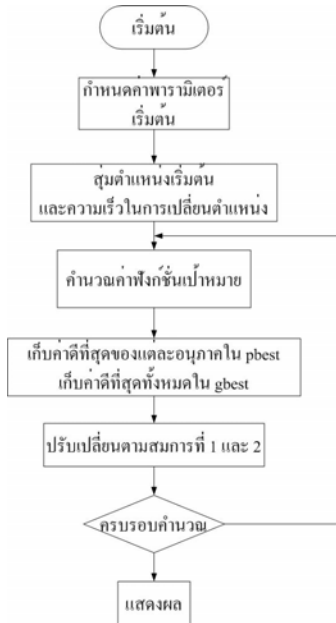 เริ่มต้น
กำหนดค่าพารามิเตอร์
เริ่มต้น
สุ่มตำแหน่งเริ่มต้น
และความเร็วในการเปลี่ยนตำแหน่ง
คำนวณค่าฟังก์ชั่นเป้าหมาย
เก็บค่าดีที่สุดของแต่ละอนุภาคใน pbest
เก็บค่าดีที่สุดทั้งหมดใน gbest
ปรับเปลี่ยนตามสมการที่ 1 และ 2
ครบรอบคำนวณ
แสดงผล